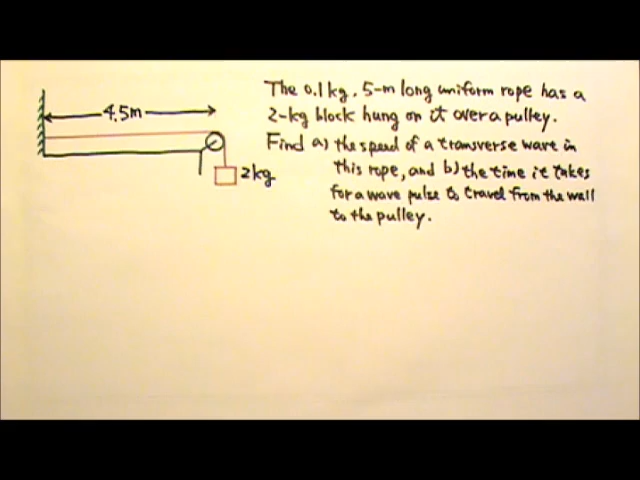 4.5m
2kg
The 0.1kg, 5-m long uniform rope has a
2-kg block hung on it over a pulley.
Find a) the speed of a transverse wave in
this rope, and b) the time it takes
for a wave pulse to travel from the wall
to the pulley.